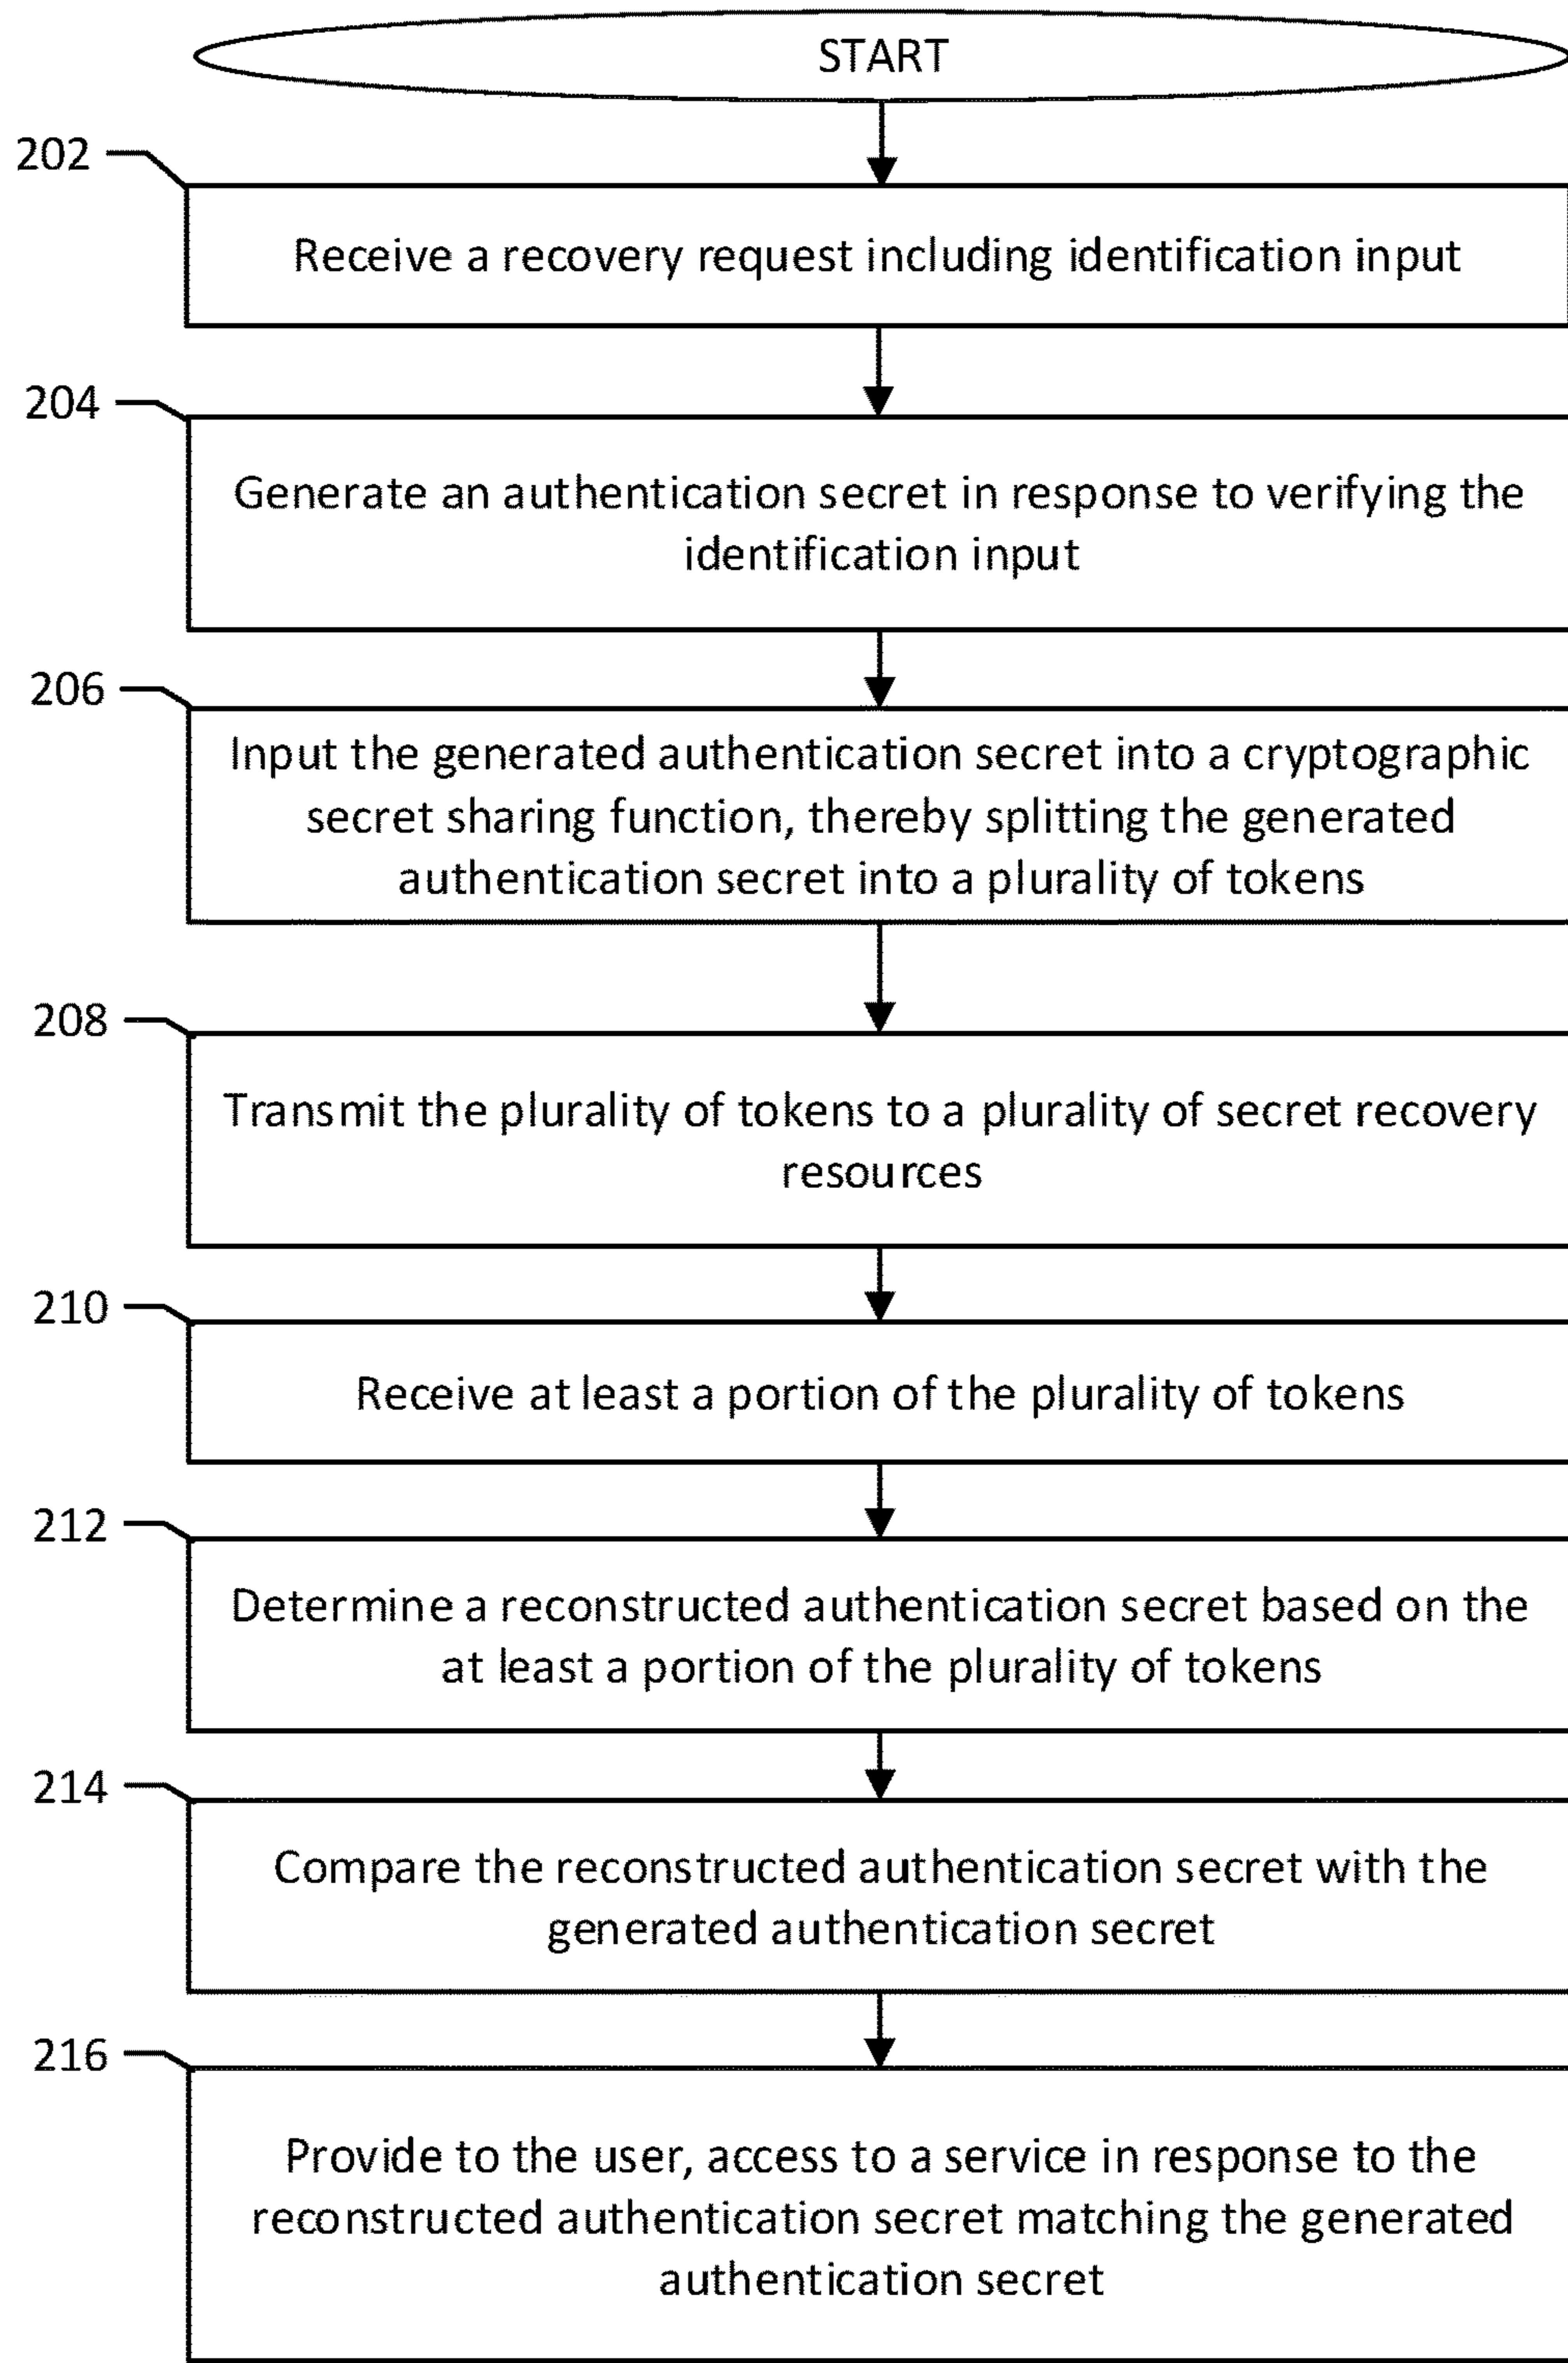 START
202
Receive a recovery request including identification input
204
Generate an authentication secret in response to verifying the
identification input
206
Input the generated authentication secret into a cryptographic
secret sharing function, thereby splitting the generated
authentication secret into a plurality of tokens
208
Transmit the plurality of tokens to a plurality of secret recovery
resources
210
Receive at least a portion of the plurality of tokens
212
Determine a reconstructed authentication secret based on the
at least a portion of the plurality of tokens
214
Compare the reconstructed authentication secret with the
generated authentication secret
216
Provide to the user, access to a service in response to the
reconstructed authentication secret matching the generated
authentication secret